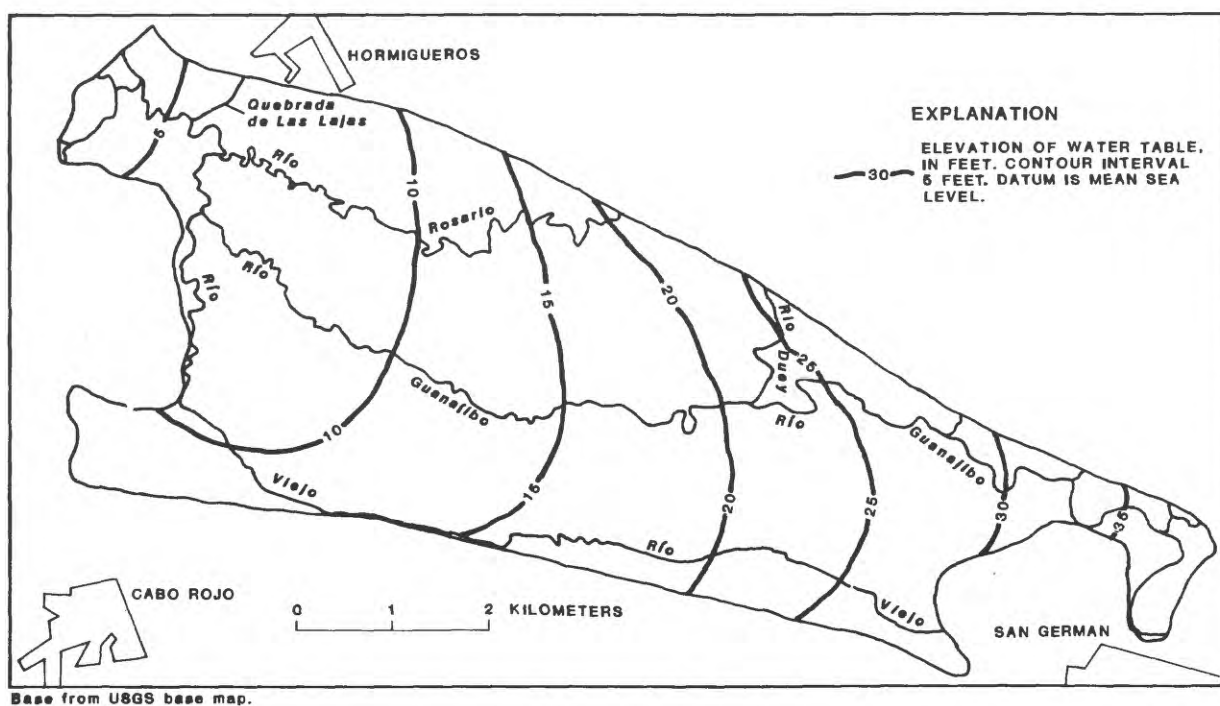 HORMIGUEROS
Quebrada
de Las Lajas
5
Río
10
Rosario
EXPLANATION
30
ELEVATION OF WATER TABLE,
IN FEET. CONTOUR INTERVAL
5 FEET. DATUM IS MEAN SEA
LEVEL.
Río
Río
15
20
Río
Duey
25
Guanajibo
Río
Guanajibo
10
Viejo
15
20
25
30
35
Río
Viejo
CABO ROJO
0 1 2 KILOMETERS
SAN GERMAN
Base from USGS base map.